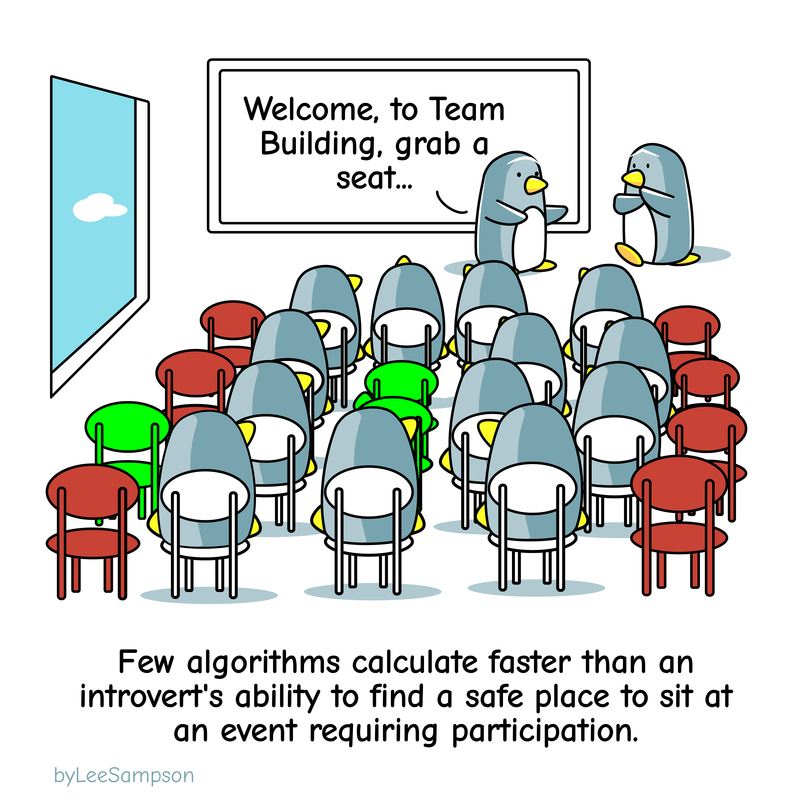 Welcome, to Team
Building, grab a
seat...
Few algorithms calculate faster than an
introvert's ability to find a safe place to sit at
an event requiring participation.
byLeeSampson